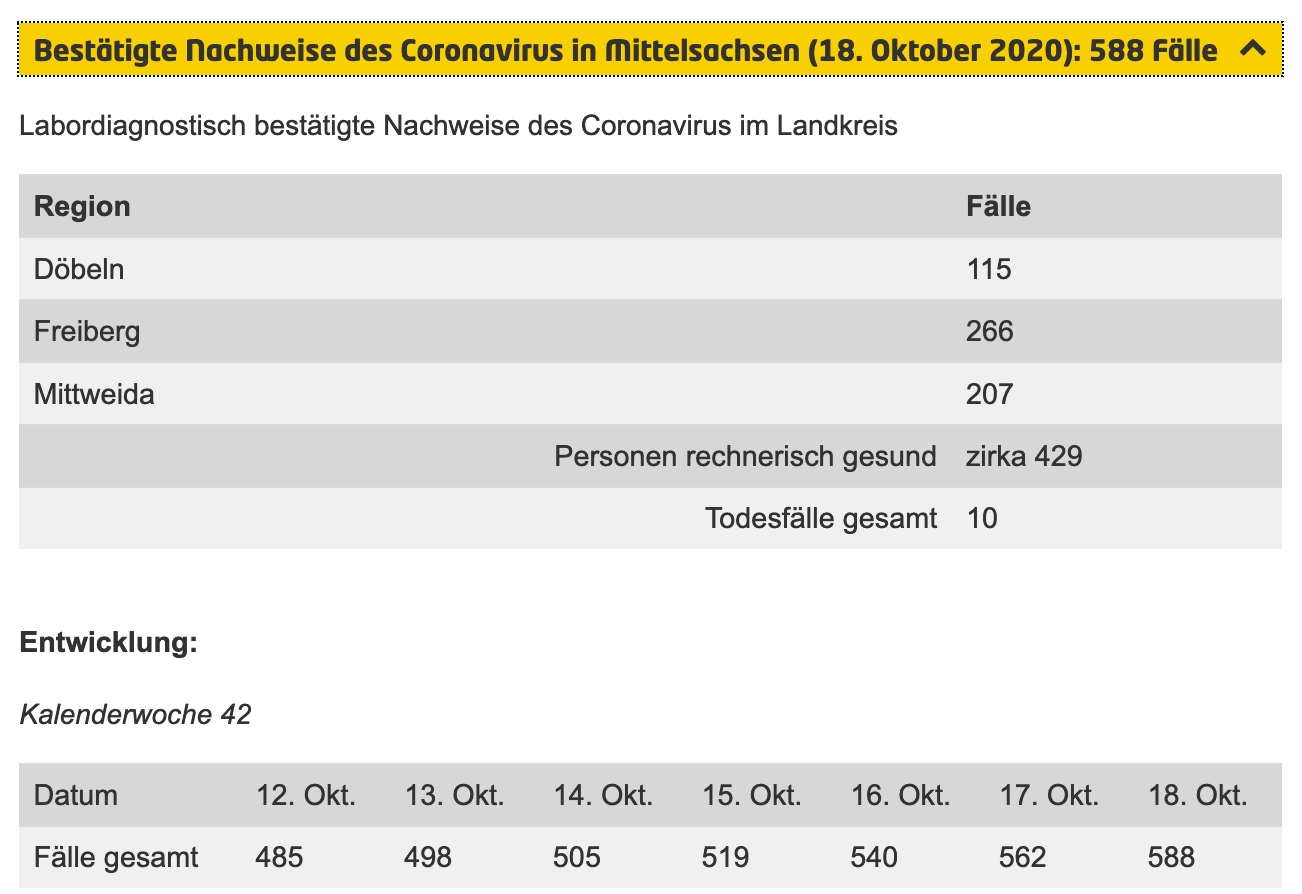 Bestätigte Nachweise des Coronavirus in Mittelsachsen (18. Oktober 2020): 588 Fälle
Labordiagnostisch bestätigte Nachweise des Coronavirus im Landkreis
Region Fälle
Döbeln 115
Freiberg 266
Mittweida 207
Personen rechnerisch gesund zirka 429
Todesfälle gesamt 10
Entwicklung:
Kalenderwoche 42
Datum 12. Okt. 13. Okt. 14. Okt. 15. Okt. 16. Okt. 17. Okt. 18. Okt.
Fälle gesamt 485 498 505 519 540 562 588